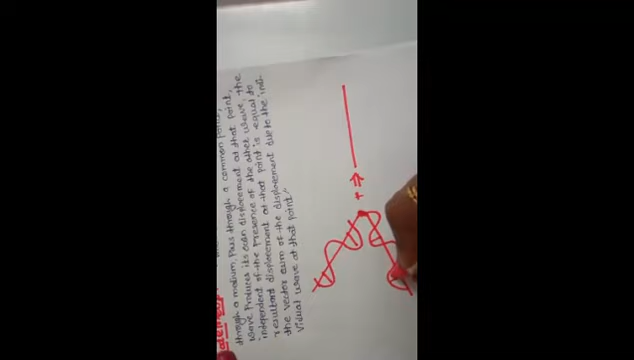 through a medium, pass through a common point,
wave produces its own displacement at that point,
independent of the presence of the other wave, the
resultant displacement at that point is equal to
the vector sum of the displacement due to the indi-
vidual wave at that point."
+ ⇒